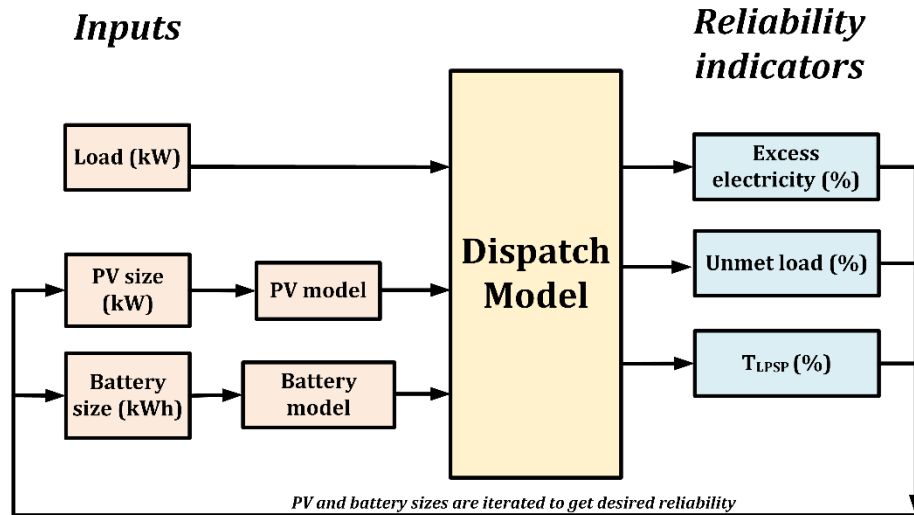 Inputs
Reliability
indicators
Load (kW)
PV size
(kW)
PV model
Battery
size (kWh)
Battery
model
Dispatch
Model
Excess
electricity (%)
Unmet load (%)
TLPSP (%)
PV and battery sizes are iterated to get desired reliability